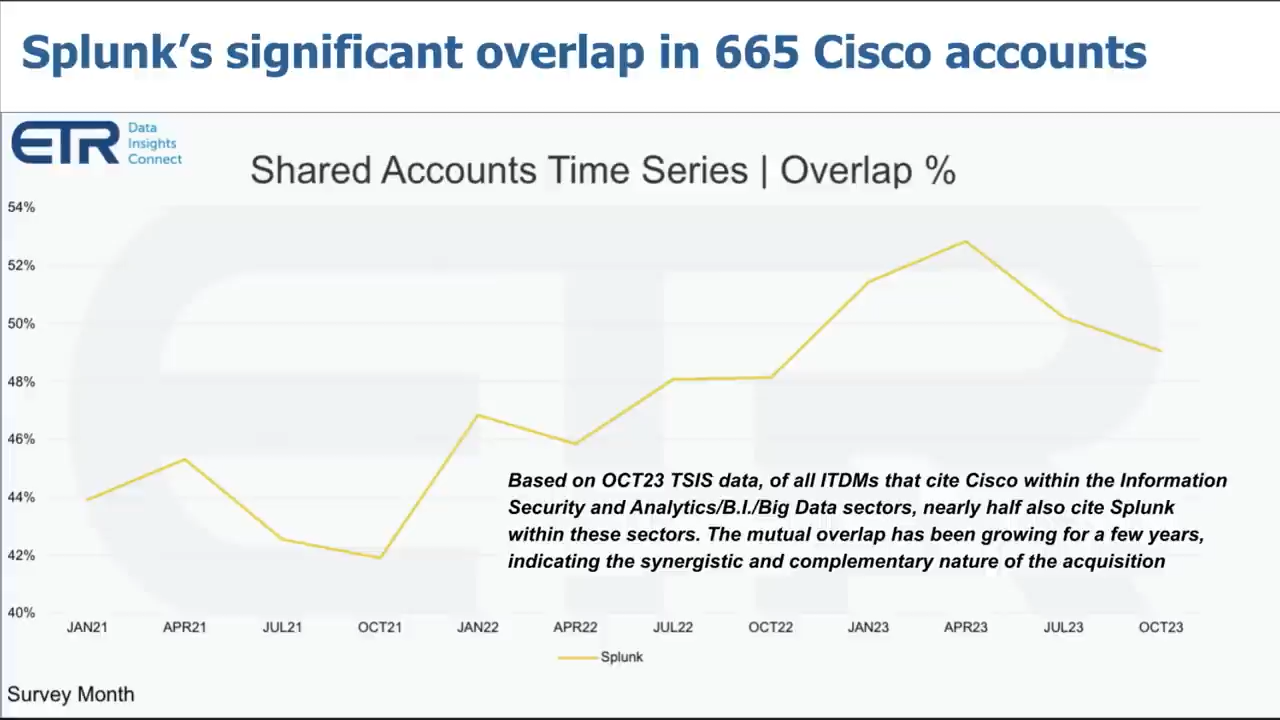 Splunk's significant overlap in 665 Cisco accounts
ETR
Data
Insights
Connect
Shared Accounts Time Series | Overlap %
54%
52%
50%
48%
46%
44%
42%
40%
Based on OCT23 TSIS data, of all ITDMs that cite Cisco within the Information
Security and Analytics/B.I./Big Data sectors, nearly half also cite Splunk
within these sectors. The mutual overlap has been growing for a few years,
indicating the synergistic and complementary nature of the acquisition
JAN21 APR21 JUL21 OCT21 JAN22 APR22 JUL22 OCT22 JAN23 APR23 JUL23 OCT23
Splunk
Survey Month